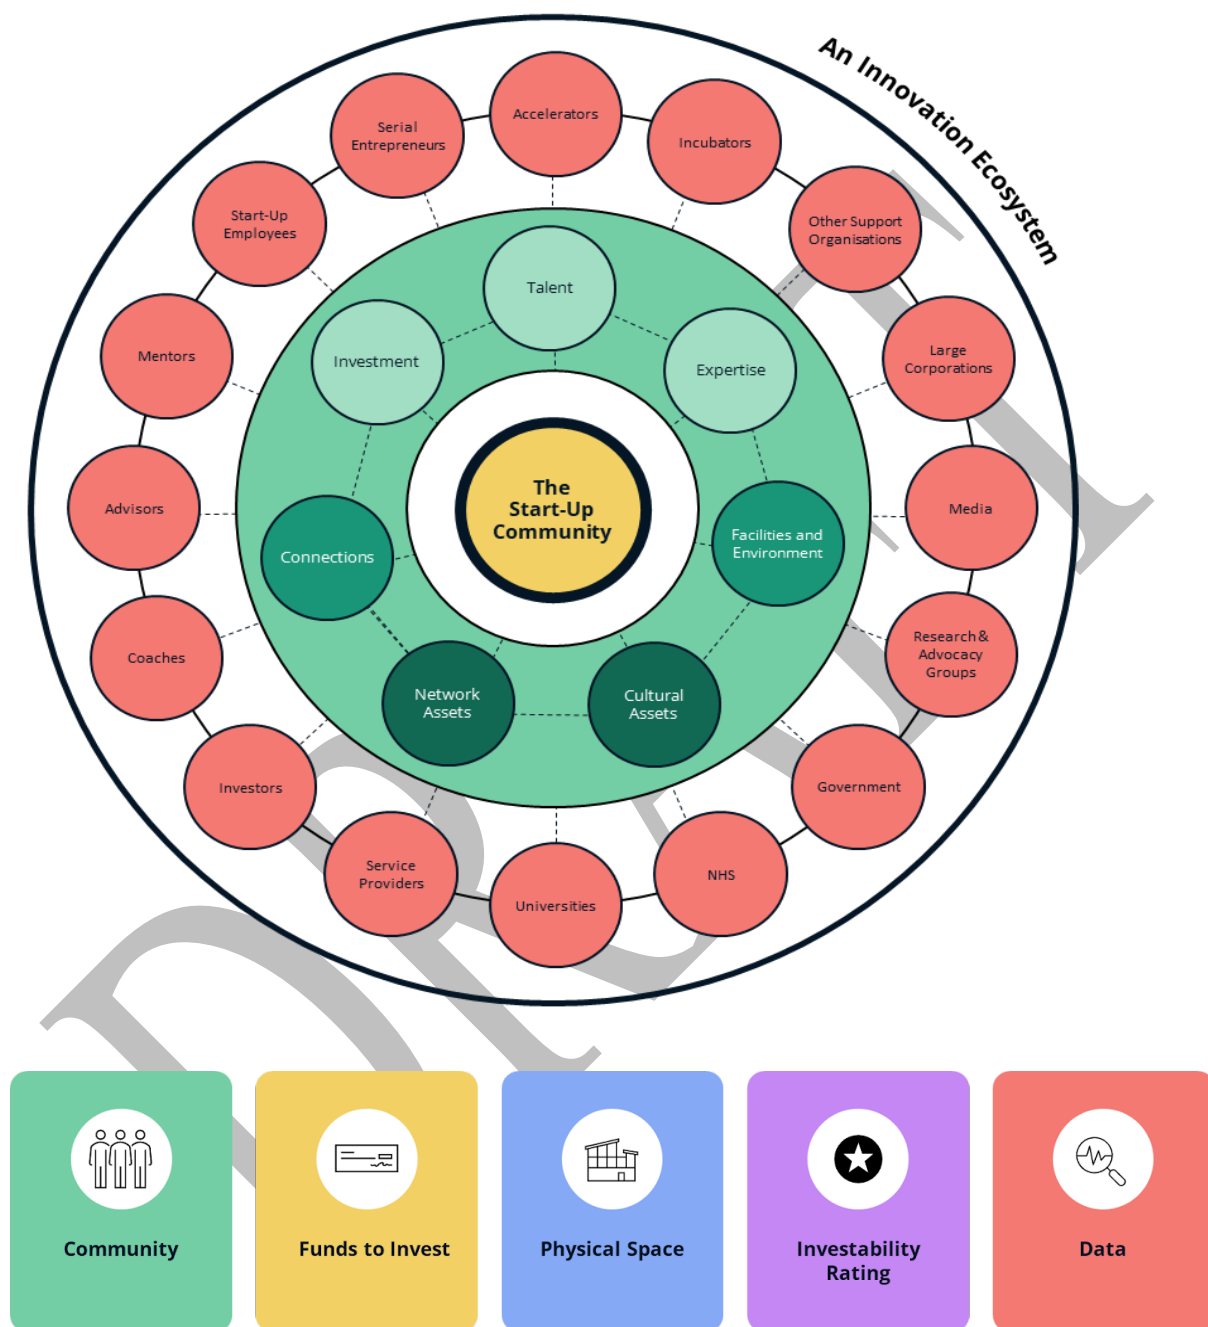 An Innovation Ecosystem
Accelerators
Incubators
Other Support
Organisations
Large
Corporations
Media
Research &
Advocacy
Groups
Government
NHS
Universities
Service
Providers
Investors
Coaches
Advisors
Mentors
Start-Up
Employees
Serial
Entrepreneurs
Talent
Expertise
Facilities and
Environment
Cultural
Assets
Network
Assets
Connections
Investment
The
Start-Up
Community
DRAFT
Community
Funds to Invest
Physical Space
Investability
Rating
Data